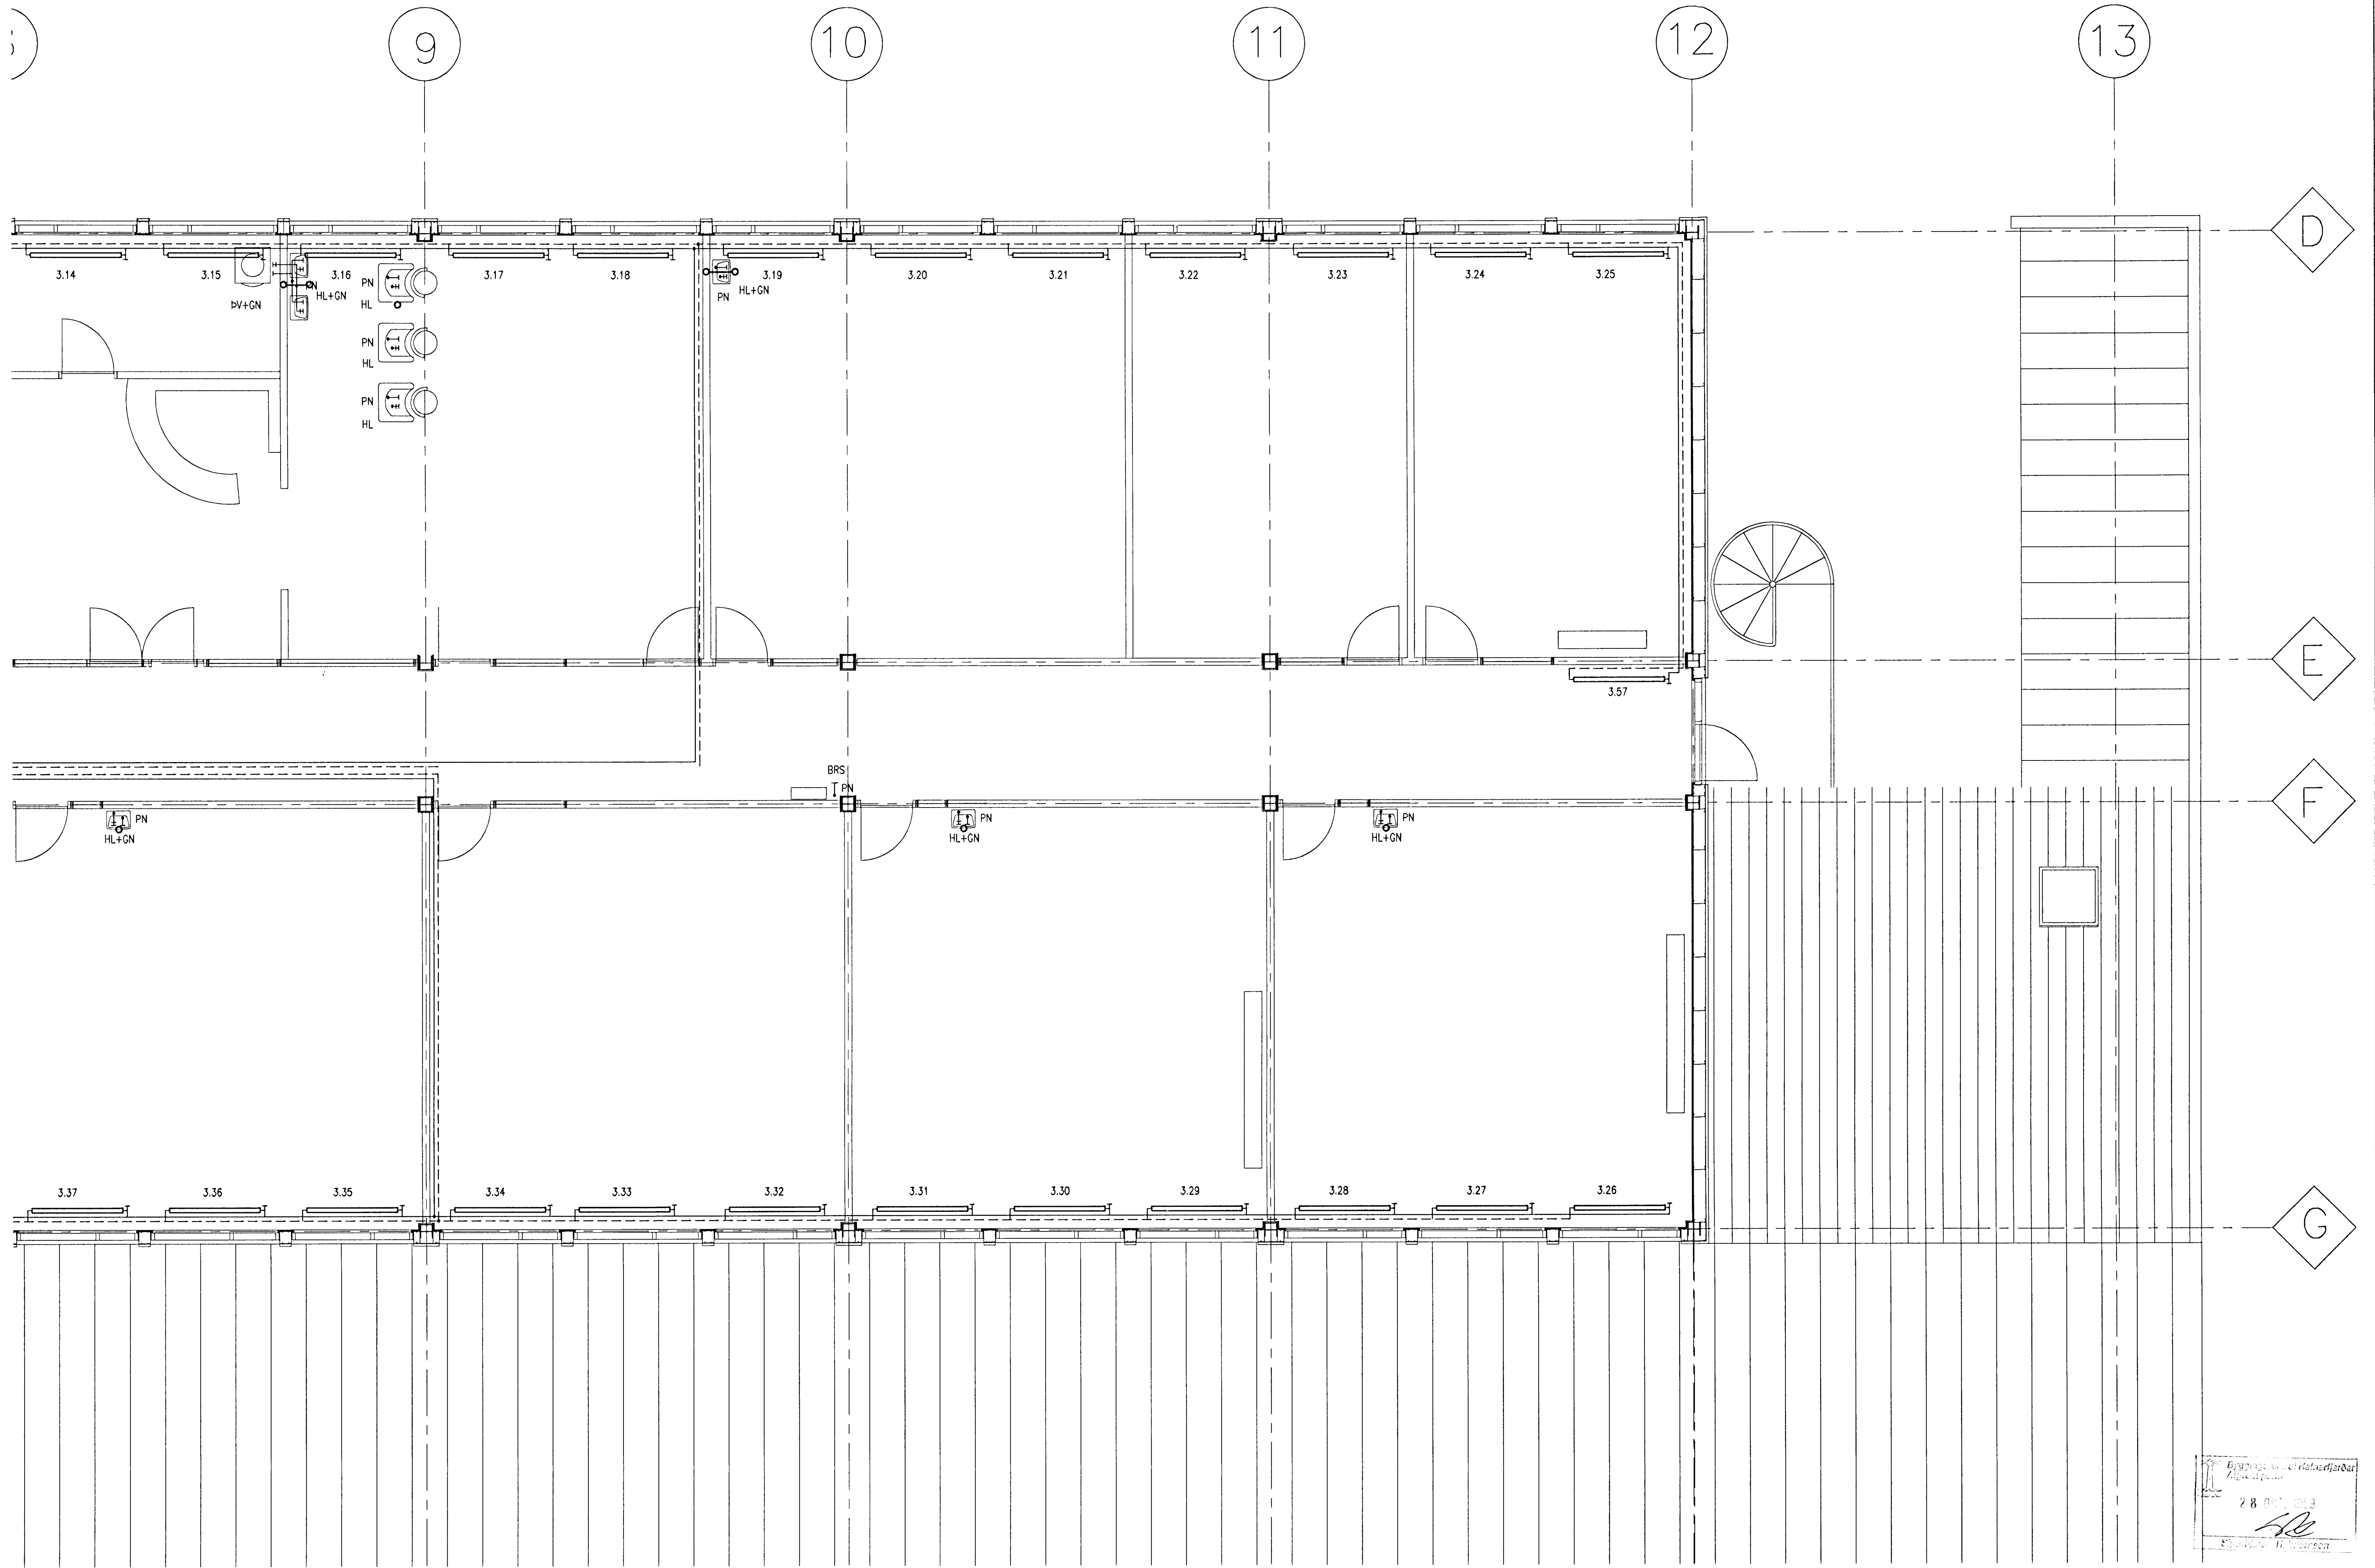 9
10
11
12
13
D
3.14
3.15
3.16
3.17
3.18
3.19
3.20
3.21
3.22
3.23
3.24
3.25
PN
HL+GN
ÞV+GN
PN
HL
PN
HL
PN
HL
PN
HL+GN
E
3.57
BRS
PN
F
PN
HL+GN
PN
HL+GN
PN
HL+GN
3.37
3.36
3.35
3.34
3.33
3.32
3.31
3.30
3.29
3.28
3.27
3.26
G
Hafnarfjarðar
28